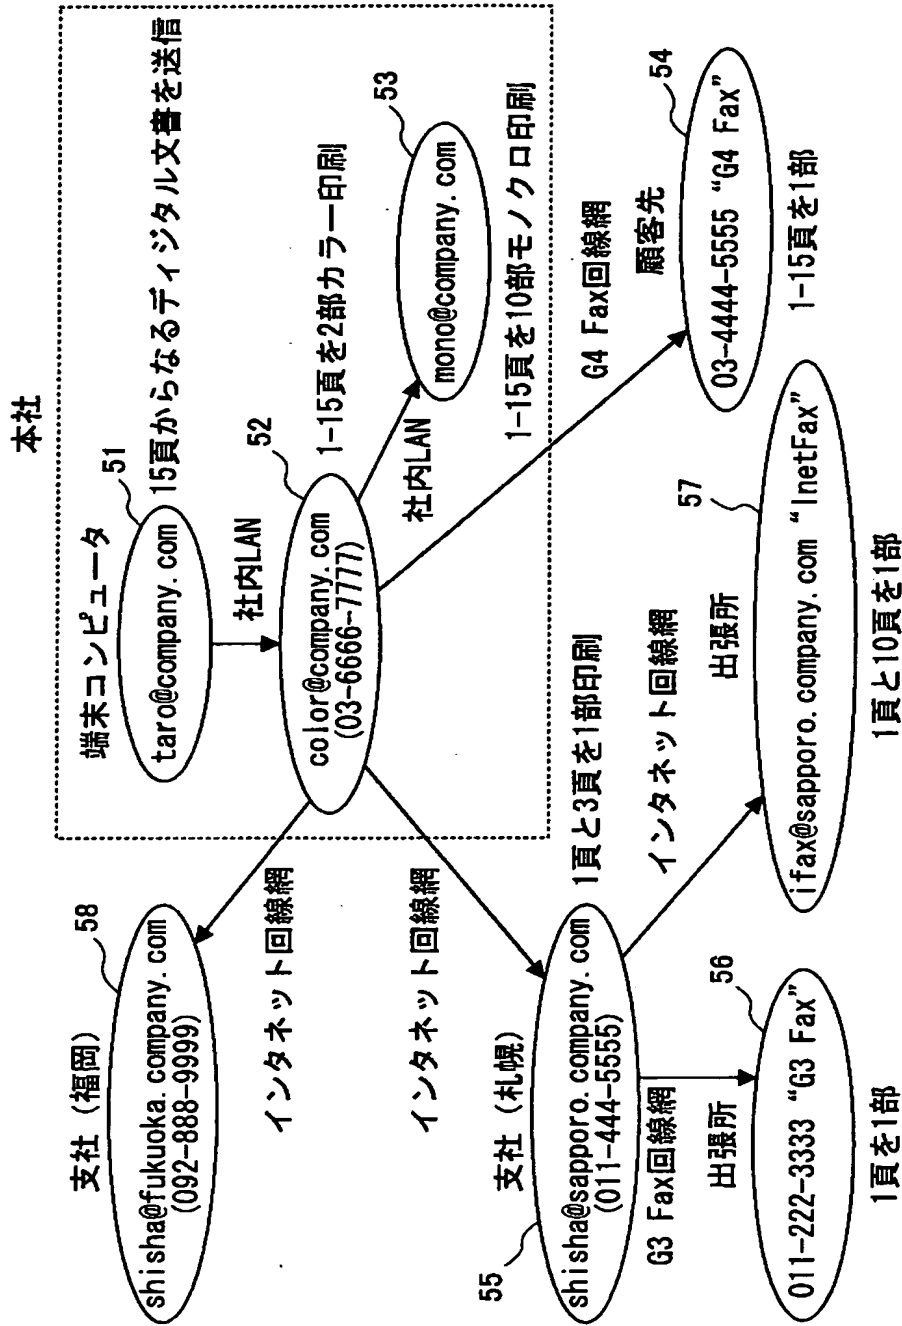 本社
端末コンピュータ
51
taro@company.com
15頁からなるディジタル文書を送信
社内LAN
52
color@company.com
(03-6666-7777)
1-15頁を2部カラー印刷
社内LAN
53
mono@company.com
1-15頁を10部モノクロ印刷
支社(福岡)
58
shisha@fukuoka.company.com
(092-888-9999)
インタネット回線網
インタネット回線網
支社(札幌)
55
shisha@sapporo.company.com
(011-444-5555)
1頁と3頁を1部印刷
G3 Fax回線網
出張所
56
011-222-3333 “G3 Fax”
1頁を1部
インタネット回線網
出張所
57
ifax@sapporo.company.com “InetFax”
1頁と10頁を1部
G4 Fax回線網
顧客先
54
03-4444-5555 “G4 Fax”
1-15頁を1部